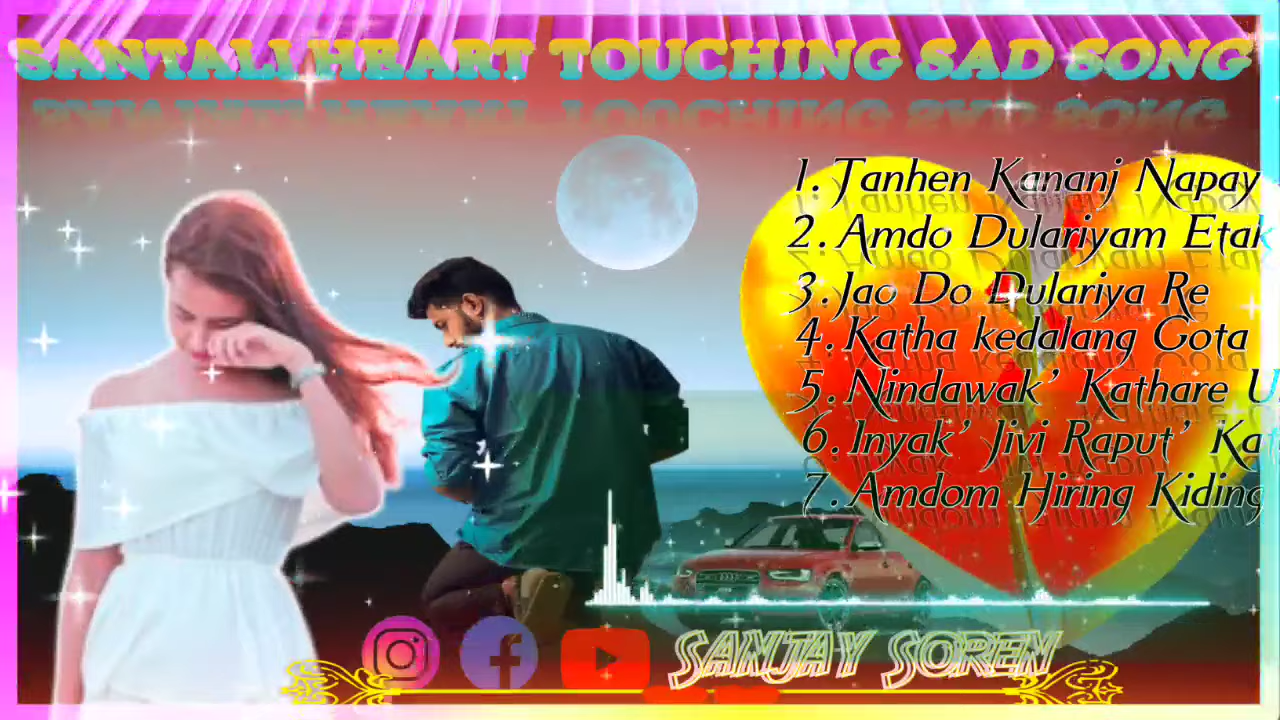 SANTALI HEART TOUCHING SAD SONG
1. Tanhen Kananj Napay
2. Amdo Dulariyam Etak
3. Jao Do Dulariya Re
4. Katha kedalang Gota
5. Nindawak' Kathare
6. Inyak' Jivi Raput'
7. Amdom Hiring Kiding
SANJAY SOREN